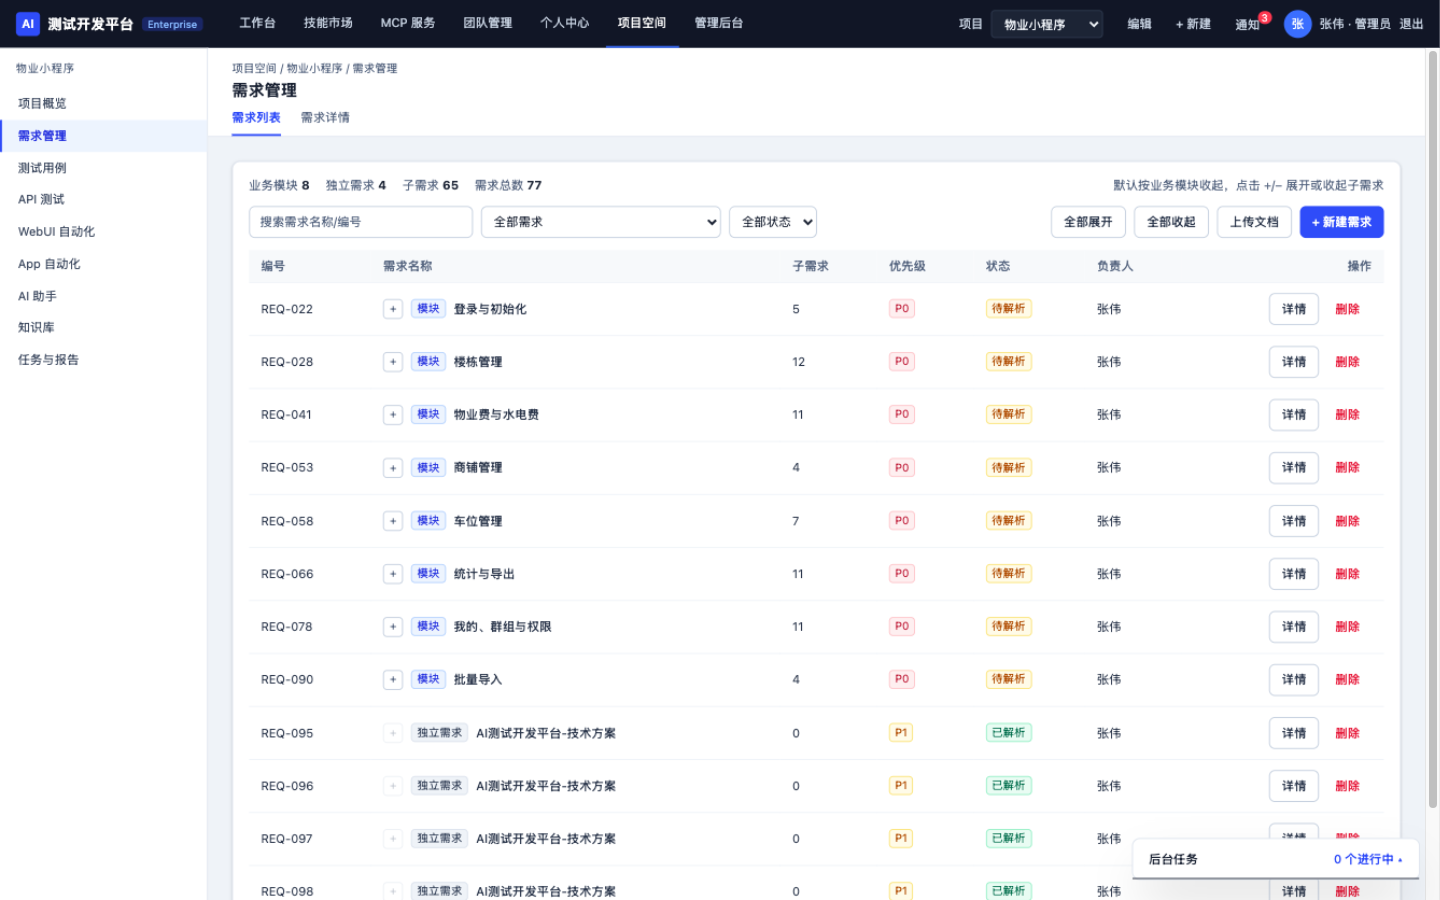 AI 测试开发平台 Enterprise 工作台 技能市场 MCP 服务 团队管理 个人中心 项目空间 管理后台 项目 物业小程序 编辑 + 新建 通知 3 张 张伟 · 管理员 退出
物业小程序
项目概览
需求管理
测试用例
API 测试
WebUI 自动化
App 自动化
AI 助手
知识库
任务与报告
项目空间 / 物业小程序 / 需求管理
需求管理
需求列表 需求详情
业务模块 8 独立需求 4 子需求 65 需求总数 77 默认按业务模块收起，点击 +/− 展开或收起子需求
搜索需求名称/编号 全部需求 全部状态 全部展开 全部收起 上传文档 + 新建需求
编号 需求名称 子需求 优先级 状态 负责人 操作
REQ-022 + 模块 登录与初始化 5 P0 待解析 张伟 详情 删除
REQ-028 + 模块 楼栋管理 12 P0 待解析 张伟 详情 删除
REQ-041 + 模块 物业费与水电费 11 P0 待解析 张伟 详情 删除
REQ-053 + 模块 商铺管理 4 P0 待解析 张伟 详情 删除
REQ-058 + 模块 车位管理 7 P0 待解析 张伟 详情 删除
REQ-066 + 模块 统计与导出 11 P0 待解析 张伟 详情 删除
REQ-078 + 模块 我的、群组与权限 11 P0 待解析 张伟 详情 删除
REQ-090 + 模块 批量导入 4 P0 待解析 张伟 详情 删除
REQ-095 + 独立需求 AI测试开发平台-技术方案 0 P1 已解析 张伟 详情 删除
REQ-096 + 独立需求 AI测试开发平台-技术方案 0 P1 已解析 张伟 详情 删除
REQ-097 + 独立需求 AI测试开发平台-技术方案 0 P1 已解析 张伟 详情 删除
后台任务 0 个进行中
REQ-098 + 独立需求 AI测试开发平台-技术方案 0 P1 已解析 张伟 详情 删除